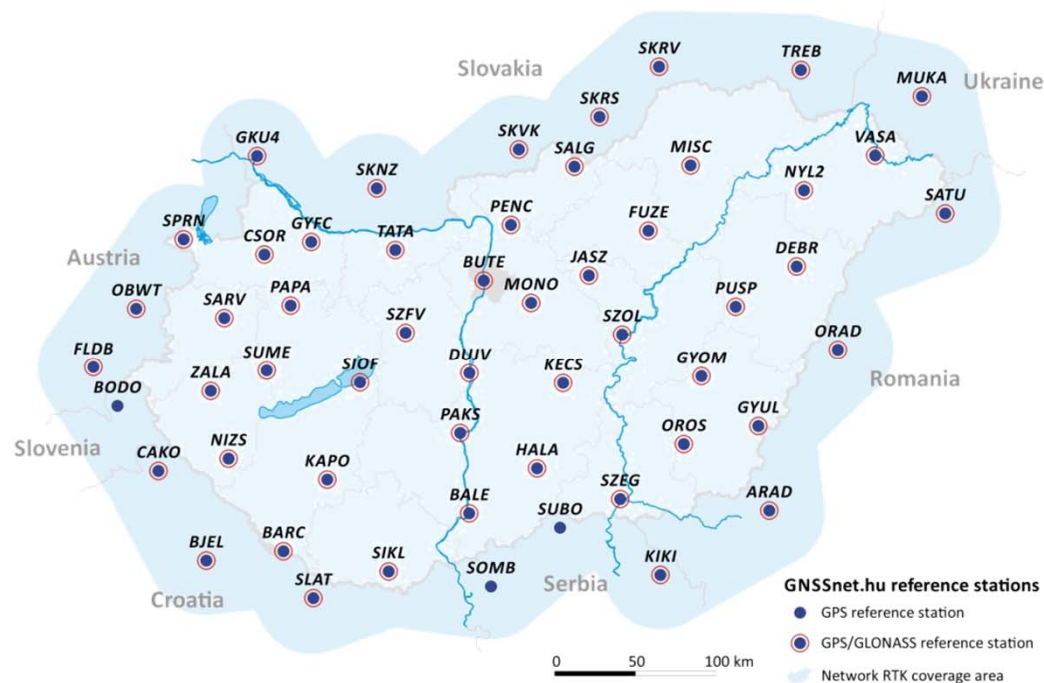 SKRV
TREB
Slovakia
MUKA
Ukraine
SKRS
GKU4
SKVK
SALG
MISC
VASA
SKNZ
NYL2
SATU
SPRN
CSOR
GYFC
TATA
PENC
FUZE
Austria
BUTE
JASZ
DEBR
OBWT
SARV
PAPA
SZFV
MONO
SZOL
PUSP
ORAD
FLDB
BODO
ZALA
SUME
SIOF
DUJV
KECS
GYOM
Romania
Slovenia
CAKO
NIZS
KAPO
PAKS
HALA
OROS
GYUL
BALE
SUBO
SZEG
ARAD
BJEL
BARC
SIKL
SOMB
Serbia
KIKI
Croatia
SLAT
GNSSnet.hu reference stations
GPS reference station
GPS/GLONASS reference station
Network RTK coverage area
0 50 100 km